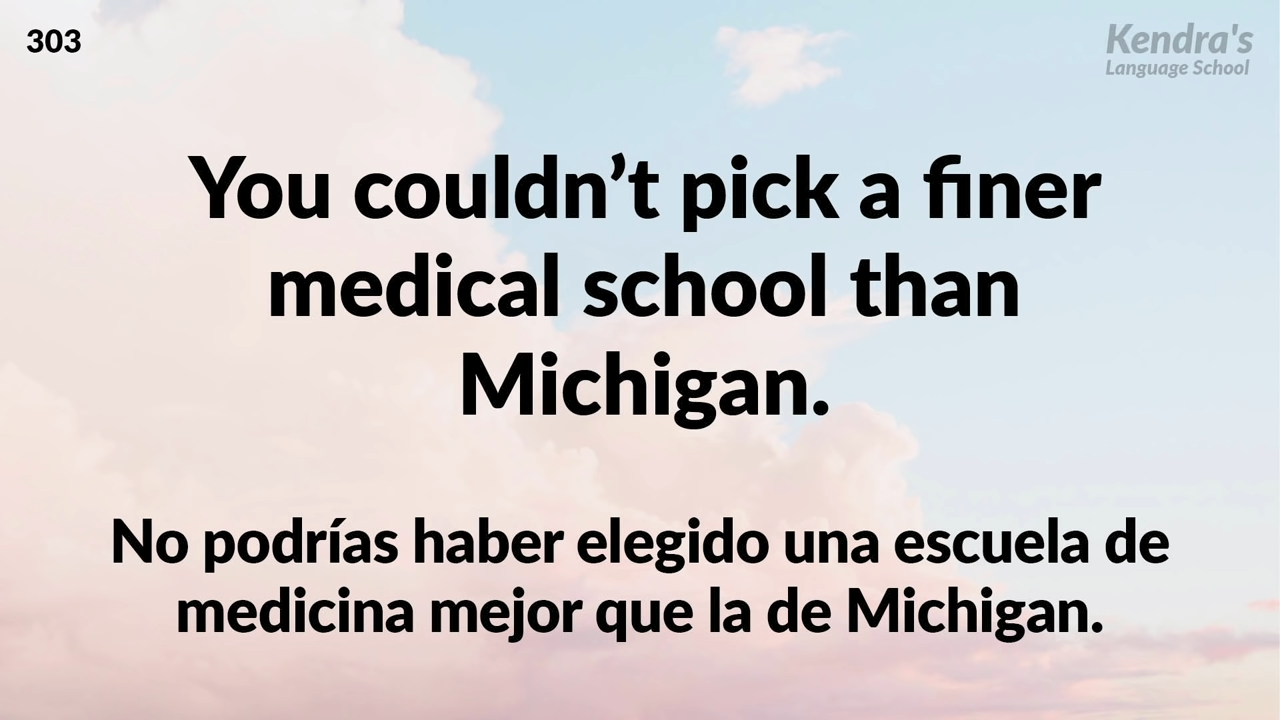 303
Kendra's
Language School
You couldn’t pick a finer
medical school than
Michigan.
No podrías haber elegido una escuela de
medicina mejor que la de Michigan.